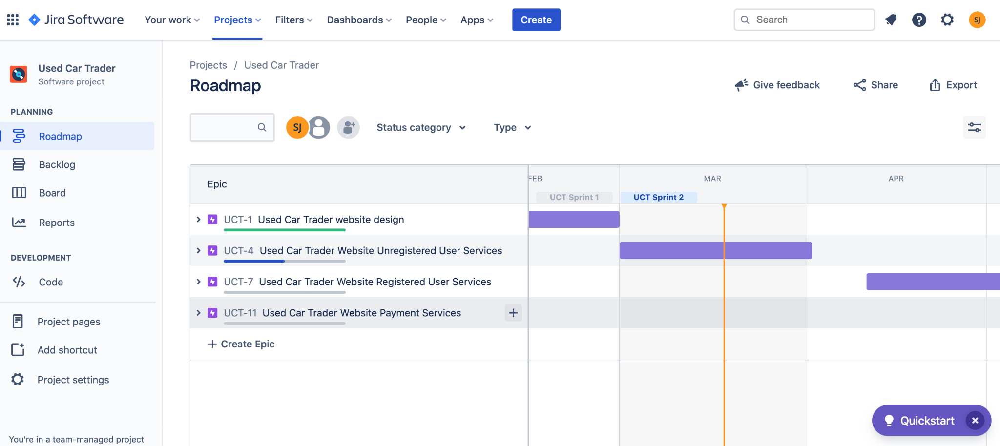 Jira Software
Your work
Projects
Filters
Dashboards
People
Apps
Create
Search
SJ
Used Car Trader
Software project
PLANNING
Roadmap
Backlog
Board
Reports
DEVELOPMENT
Code
Project pages
Add shortcut
Project settings
You're in a team-managed project
Projects / Used Car Trader
Roadmap
Give feedback
Share
Export
SJ
Status category
Type
Epic
FEB
MAR
APR
UCT Sprint 1
UCT Sprint 2
UCT-1 Used Car Trader website design
UCT-4 Used Car Trader Website Unregistered User Services
UCT-7 Used Car Trader Website Registered User Services
UCT-11 Used Car Trader Website Payment Services
+ Create Epic
Quickstart